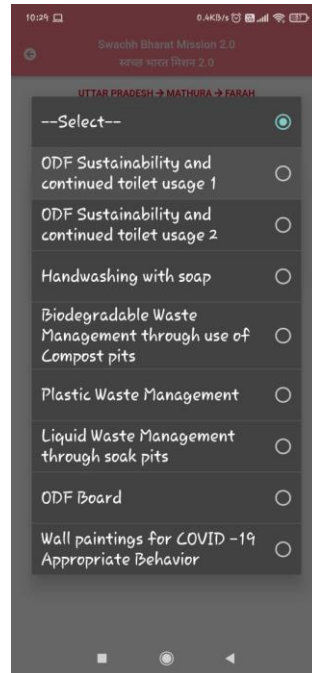 10:29
0.4KB/s
37
Swachh Bharat Mission 2.0
स्वच्छ भारत मिशन 2.0
UTTAR PRADESH → MATHURA → FARAH
--Select--
ODF Sustainability and
continued toilet usage 1
ODF Sustainability and
continued toilet usage 2
Handwashing with soap
Biodegradable Waste
Management through use of
Compost pits
Plastic Waste Management
Liquid Waste Management
through soak pits
ODF Board
Wall paintings for COVID -19
Appropriate Behavior